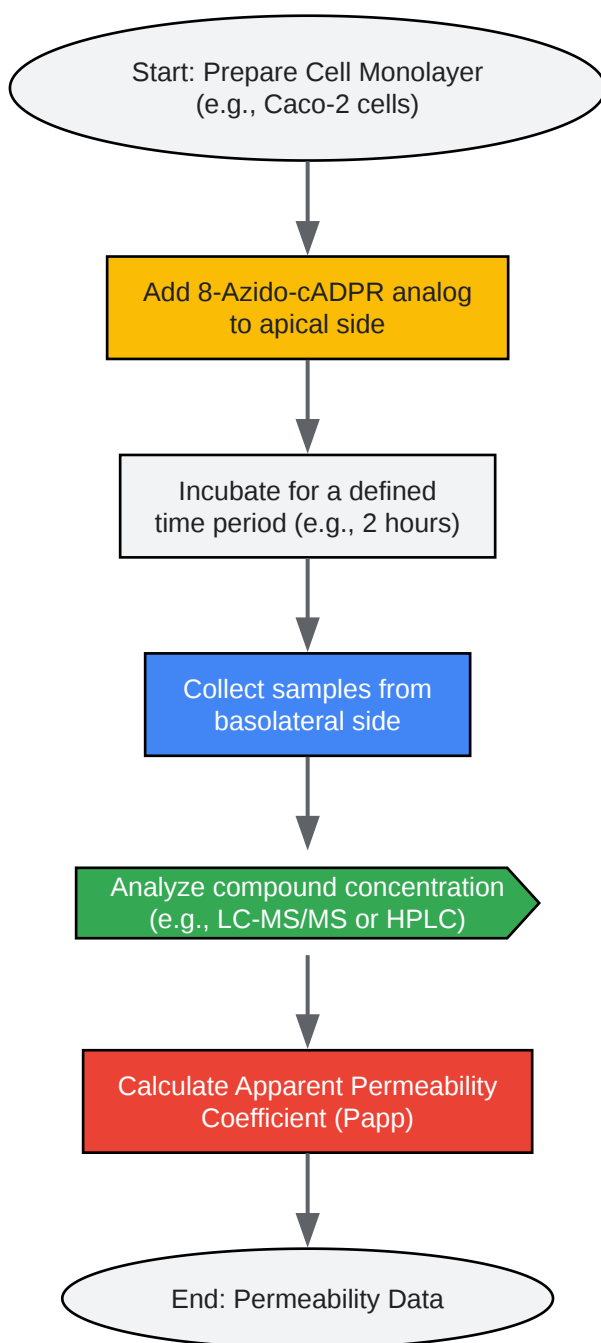 Start: Prepare Cell Monolayer
(e.g., Caco-2 cells)
Add 8-Azido-cADPR analog
to apical side
Incubate for a defined
time period (e.g., 2 hours)
Collect samples from
basolateral side
Analyze compound concentration
(e.g., LC-MS/MS or HPLC)
Calculate Apparent Permeability
Coefficient (Papp)
End: Permeability Data